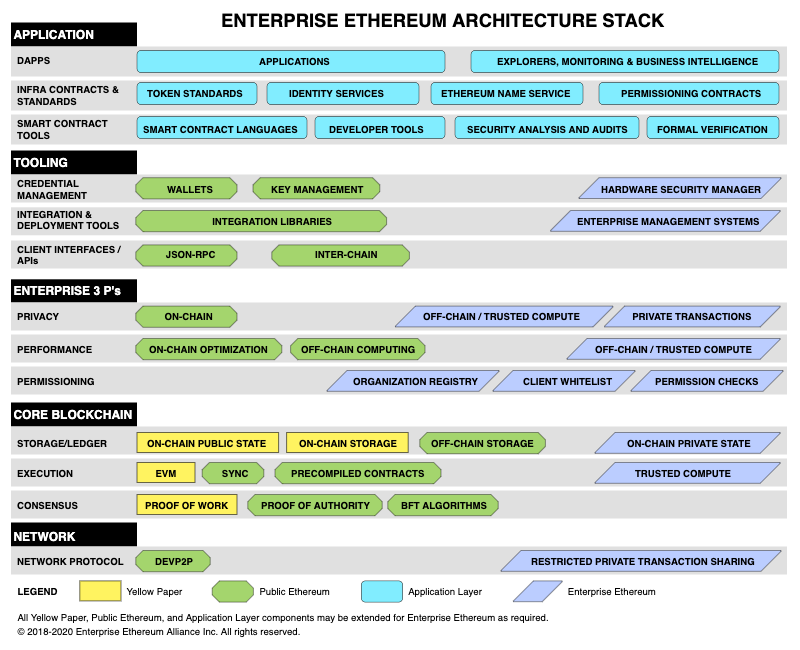 ENTERPRISE ETHEREUM ARCHITECTURE STACK
APPLICATION
DAPPS
APPLICATIONS
EXPLORERS, MONITORING & BUSINESS INTELLIGENCE
INFRA CONTRACTS &
STANDARDS
TOKEN STANDARDS
IDENTITY SERVICES
ETHEREUM NAME SERVICE
PERMISSIONING CONTRACTS
SMART CONTRACT
TOOLS
SMART CONTRACT LANGUAGES
DEVELOPER TOOLS
SECURITY ANALYSIS AND AUDITS
FORMAL VERIFICATION
TOOLING
CREDENTIAL
MANAGEMENT
WALLETS
KEY MANAGEMENT
HARDWARE SECURITY MANAGER
INTEGRATION &
DEPLOYMENT TOOLS
INTEGRATION LIBRARIES
ENTERPRISE MANAGEMENT SYSTEMS
CLIENT INTERFACES /
APIs
JSON-RPC
INTER-CHAIN
ENTERPRISE 3 P's
PRIVACY
ON-CHAIN
OFF-CHAIN / TRUSTED COMPUTE
PRIVATE TRANSACTIONS
PERFORMANCE
ON-CHAIN OPTIMIZATION
OFF-CHAIN COMPUTING
OFF-CHAIN / TRUSTED COMPUTE
PERMISSIONING
ORGANIZATION REGISTRY
CLIENT WHITELIST
PERMISSION CHECKS
CORE BLOCKCHAIN
STORAGE/LEDGER
ON-CHAIN PUBLIC STATE
ON-CHAIN STORAGE
OFF-CHAIN STORAGE
ON-CHAIN PRIVATE STATE
EXECUTION
EVM
SYNC
PRECOMPILED CONTRACTS
TRUSTED COMPUTE
CONSENSUS
PROOF OF WORK
PROOF OF AUTHORITY
BFT ALGORITHMS
NETWORK
NETWORK PROTOCOL
DEVP2P
RESTRICTED PRIVATE TRANSACTION SHARING
LEGEND
Yellow Paper
Public Ethereum
Application Layer
Enterprise Ethereum
All Yellow Paper, Public Ethereum, and Application Layer components may be extended for Enterprise Ethereum as required.
© 2018-2020 Enterprise Ethereum Alliance Inc. All rights reserved.